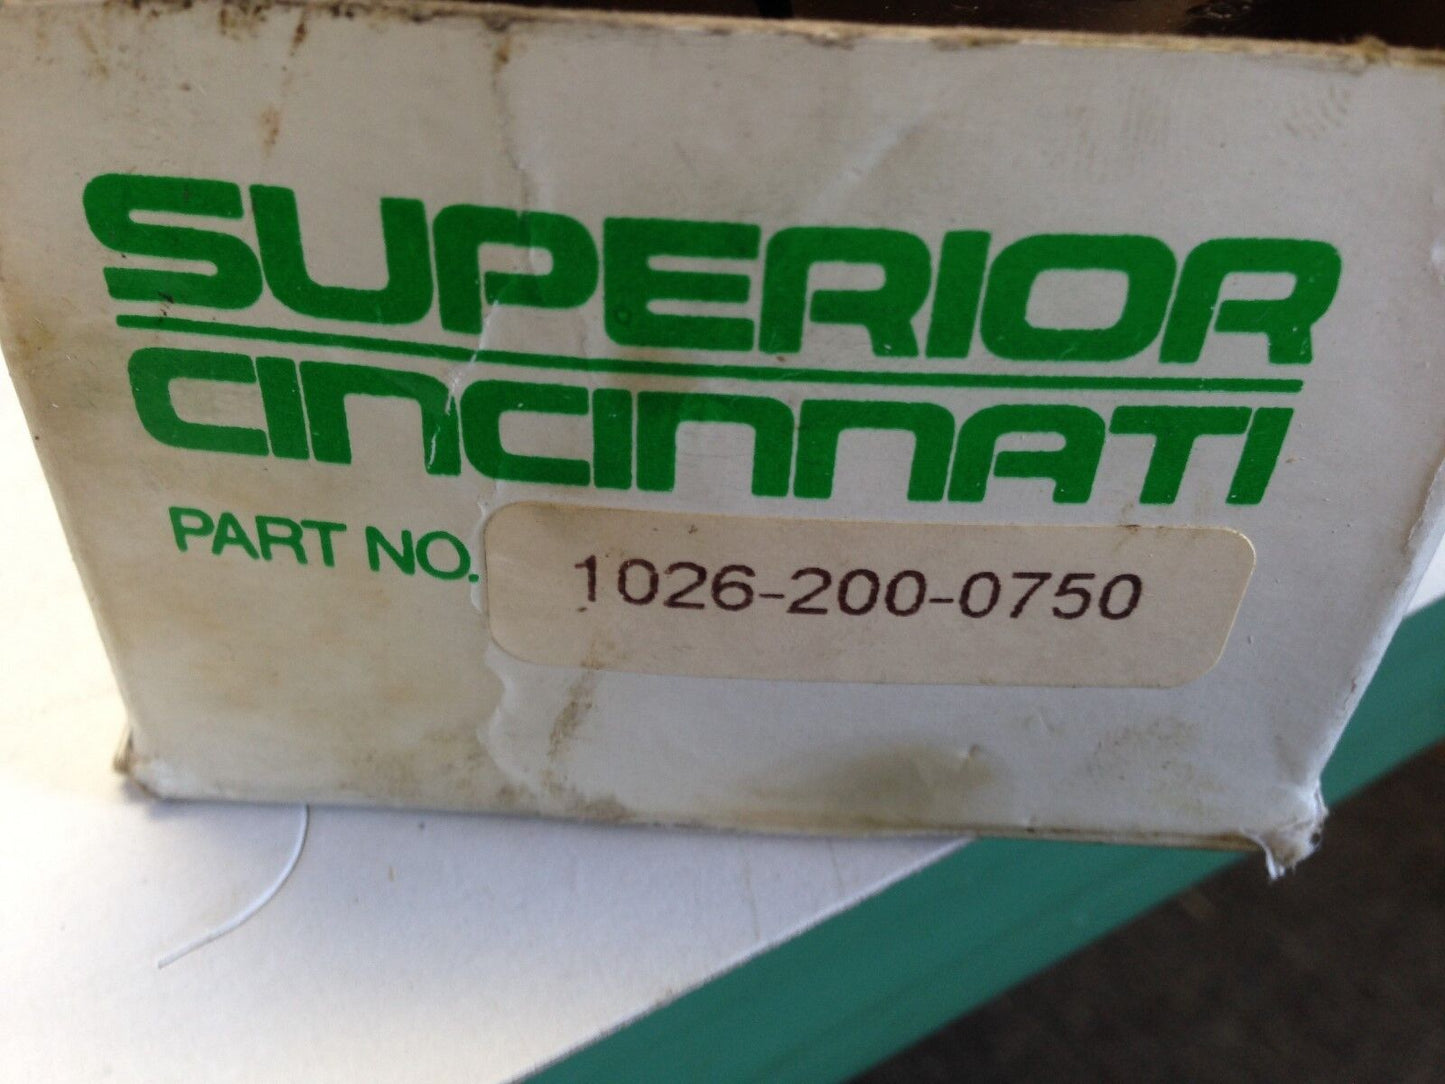 SUPERIOR
CINCINNATI
PART NO. 1026-200-0750